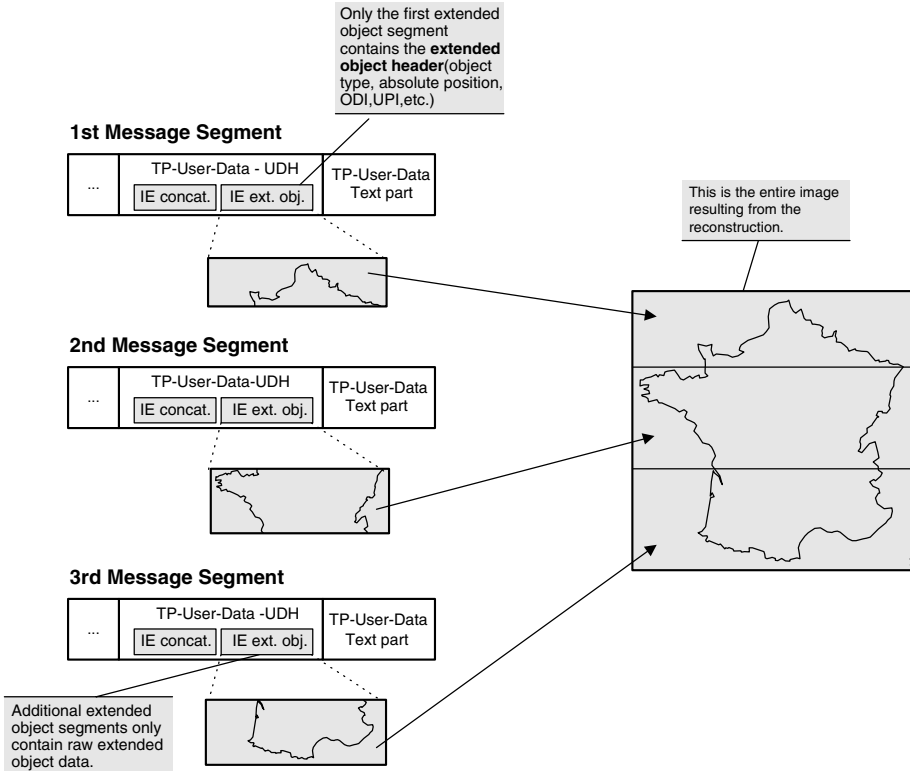 Only the first extended
object segment
contains the extended
object header(object
type, absolute position,
ODI,UPI,etc.)
1st Message Segment
...
TP-User-Data - UDH
IE concat.
IE ext. obj.
TP-User-Data
Text part
This is the entire image
resulting from the
reconstruction.
2nd Message Segment
...
TP-User-Data-UDH
IE concat.
IE ext. obj.
TP-User-Data
Text part
3rd Message Segment
...
TP-User-Data -UDH
IE concat.
IE ext. obj.
TP-User-Data
Text part
Additional extended
object segments only
contain raw extended
object data.